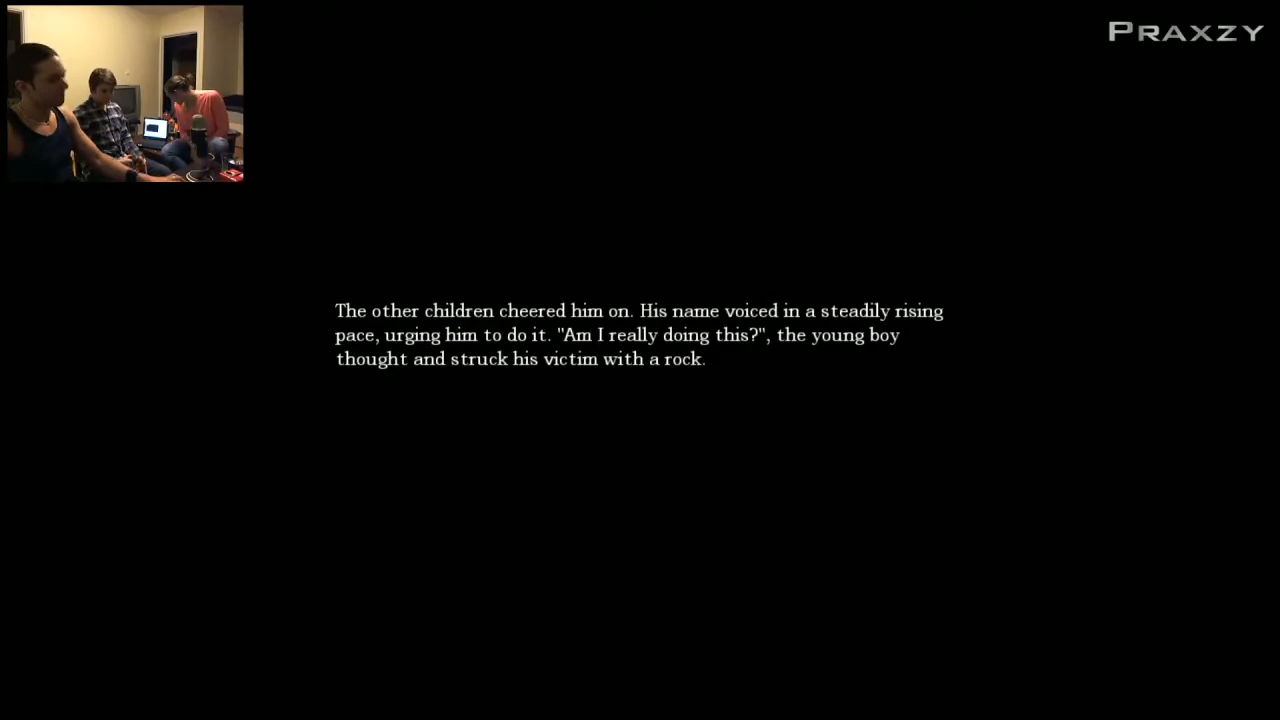 PRAXZY
The other children cheered him on. His name voiced in a steadily rising
pace, urging him to do it. "Am I really doing this?", the young boy
thought and struck his victim with a rock.